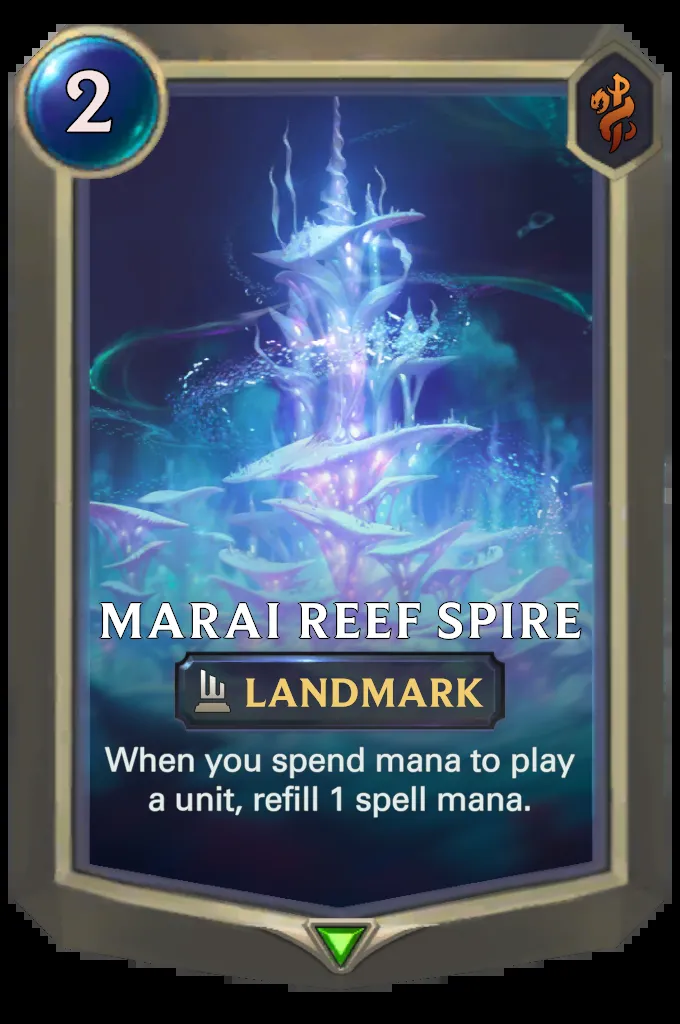 2
MARAI REEF SPIRE
LANDMARK
When you spend mana to play
a unit, refill 1 spell mana.